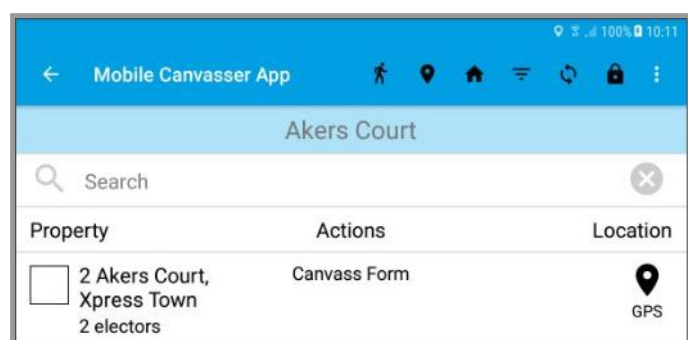 100% 10:11
Mobile Canvasser App
Akers Court
Search
Property Actions Location
2 Akers Court, Canvass Form
Xpress Town
2 electors GPS